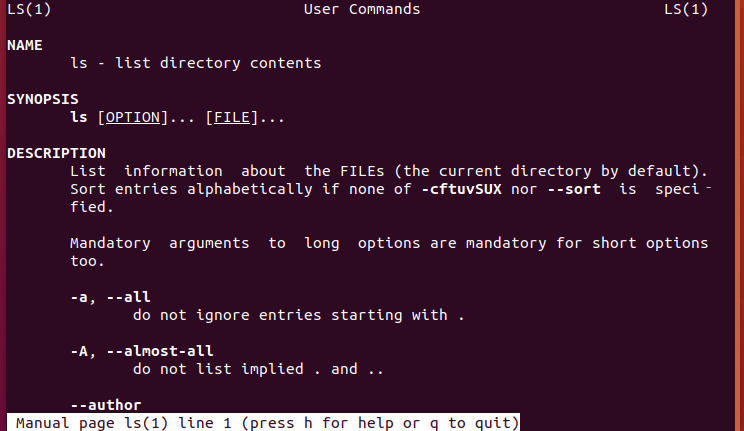 LS(1) User Commands LS(1)
NAME
ls - list directory contents
SYNOPSIS
ls [OPTION]... [FILE]...
DESCRIPTION
List information about the FILEs (the current directory by default).
Sort entries alphabetically if none of -cftuvSUX nor --sort is speci‐
fied.
Mandatory arguments to long options are mandatory for short options
too.
-a, --all
do not ignore entries starting with .
-A, --almost-all
do not list implied . and ..
--author
Manual page ls(1) line 1 (press h for help or q to quit)